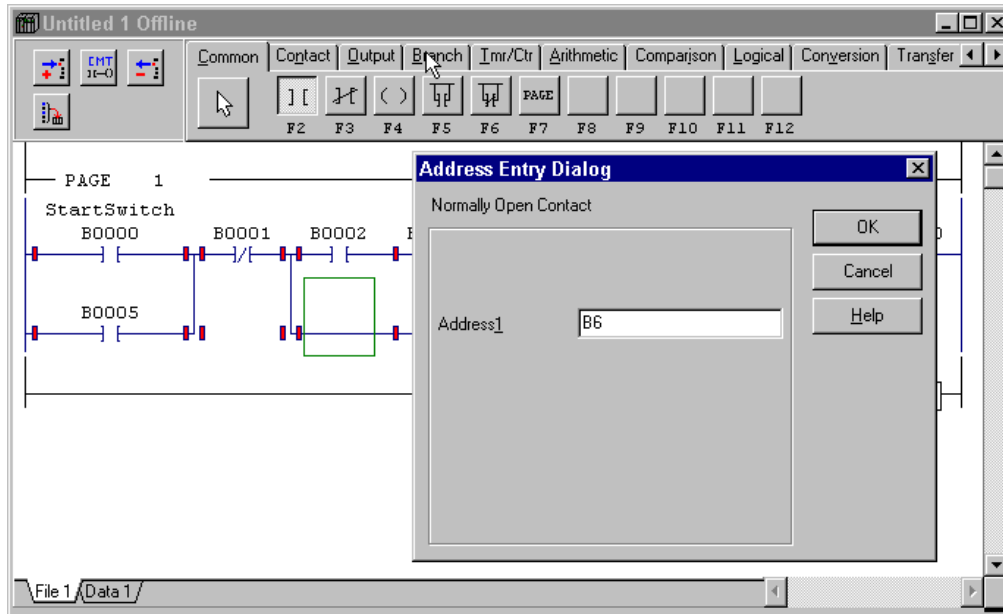 Untitled 1 Offline
CMT
Common Contact Output Branch Tmr/Ctr Arithmetic Comparison Logical Conversion Transfer
PAGE
F2 F3 F4 F5 F6 F7 F8 F9 F10 F11 F12
PAGE 1
StartSwitch
B0000 B0001 B0002
B0005
Address Entry Dialog
Normally Open Contact
Address1 B6
OK
Cancel
Help
File 1 Data 1